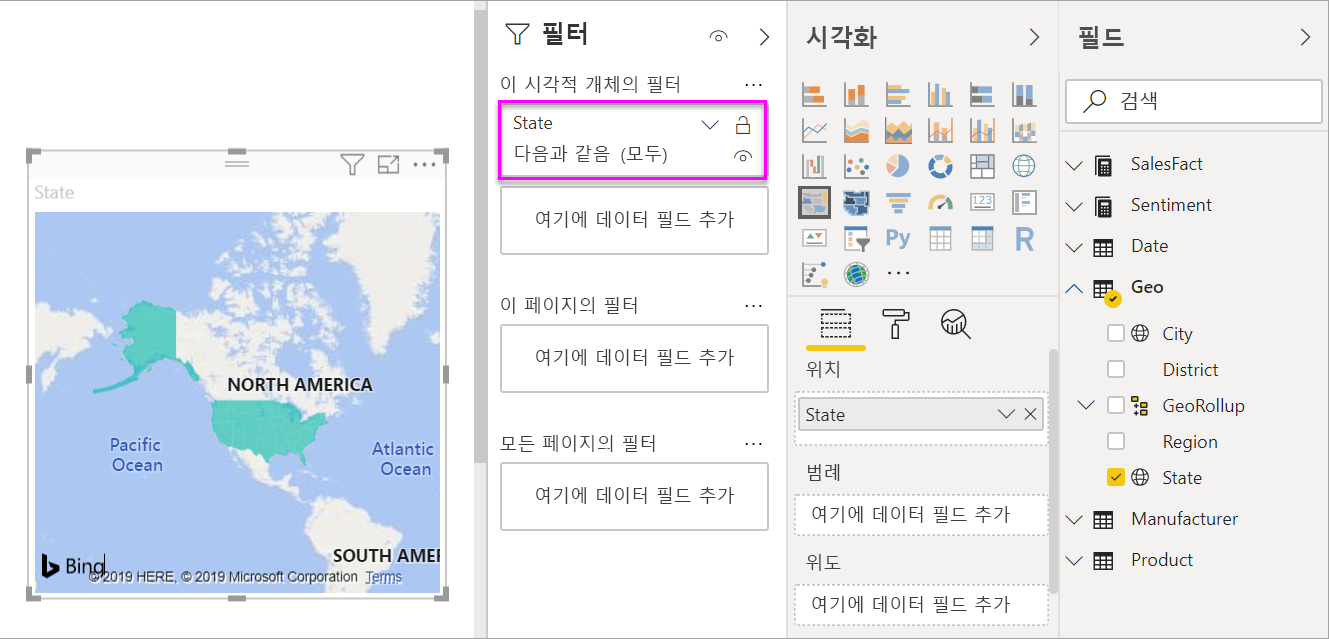 State
NORTH AMERICA
Pacific
Ocean
Atlantic
Ocean
SOUTH AMER
Bing
© 2019 HERE, © 2019 Microsoft Corporation Terms
필터
이 시각적 개체의 필터
State
다음과 같음 (모두)
여기에 데이터 필드 추가
이 페이지의 필터
여기에 데이터 필드 추가
모든 페이지의 필터
여기에 데이터 필드 추가
시각화
123
Py
R
위치
State
범례
여기에 데이터 필드 추가
위도
여기에 데이터 필드 추가
필드
검색
SalesFact
Sentiment
Date
Geo
City
District
GeoRollup
Region
State
Manufacturer
Product